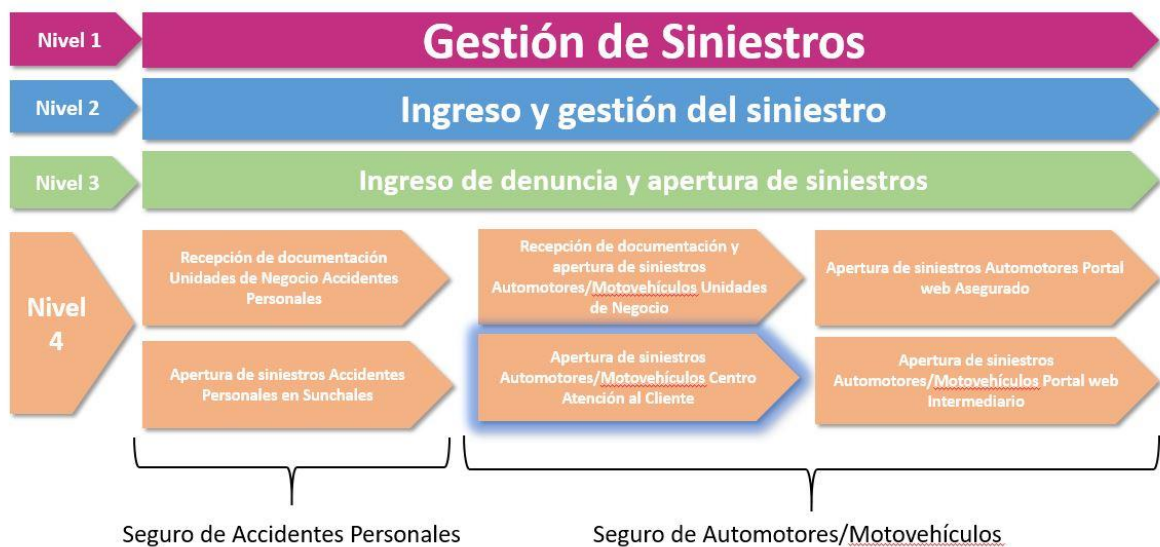 Nivel 1
Gestión de Siniestros
Nivel 2
Ingreso y gestión del siniestro
Nivel 3
Ingreso de denuncia y apertura de siniestros
Nivel
4
Recepción de documentación
Unidades de Negocio Accidentes
Personales
Recepción de documentación y
apertura de siniestros
Automotores/Motovehículos Unidades
de Negocio
Apertura de siniestros Automotores Portal
web Asegurado
Apertura de siniestros Accidentes
Personales en Sunchales
Apertura de siniestros
Automotores/Motovehículos Centro
Atención al Cliente
Apertura de siniestros
Automotores/Motovehículos Portal web
Intermediario
Seguro de Accidentes Personales
Seguro de Automotores/Motovehículos